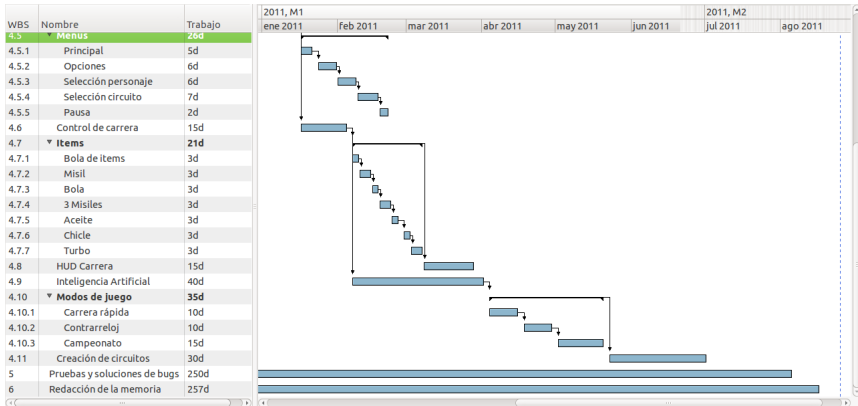 2011, M1 2011, M2
WBS Nombre Trabajo ene 2011 feb 2011 mar 2011 abr 2011 may 2011 jun 2011 jul 2011 ago 2011
4.5 Menus 26d
4.5.1 Principal 5d
4.5.2 Opciones 6d
4.5.3 Selección personaje 6d
4.5.4 Selección circuito 7d
4.5.5 Pausa 2d
4.6 Control de carrera 15d
4.7 Items 21d
4.7.1 Bola de items 3d
4.7.2 Misil 3d
4.7.3 Bola 3d
4.7.4 3 Misiles 3d
4.7.5 Aceite 3d
4.7.6 Chicle 3d
4.7.7 Turbo 3d
4.8 HUD Carrera 15d
4.9 Inteligencia Artificial 40d
4.10 Modos de juego 35d
4.10.1 Carrera rápida 10d
4.10.2 Contrarreloj 10d
4.10.3 Campeonato 15d
4.11 Creación de circuitos 30d
5 Pruebas y soluciones de bugs 250d
6 Redacción de la memoria 257d